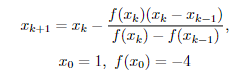 x_{k+1} = x_k − \frac{f(x_k)(x_k − x_{k−1})}{f(x_k) − f(x_{k−1})},
x_0 = 1, f(x_0) = −4